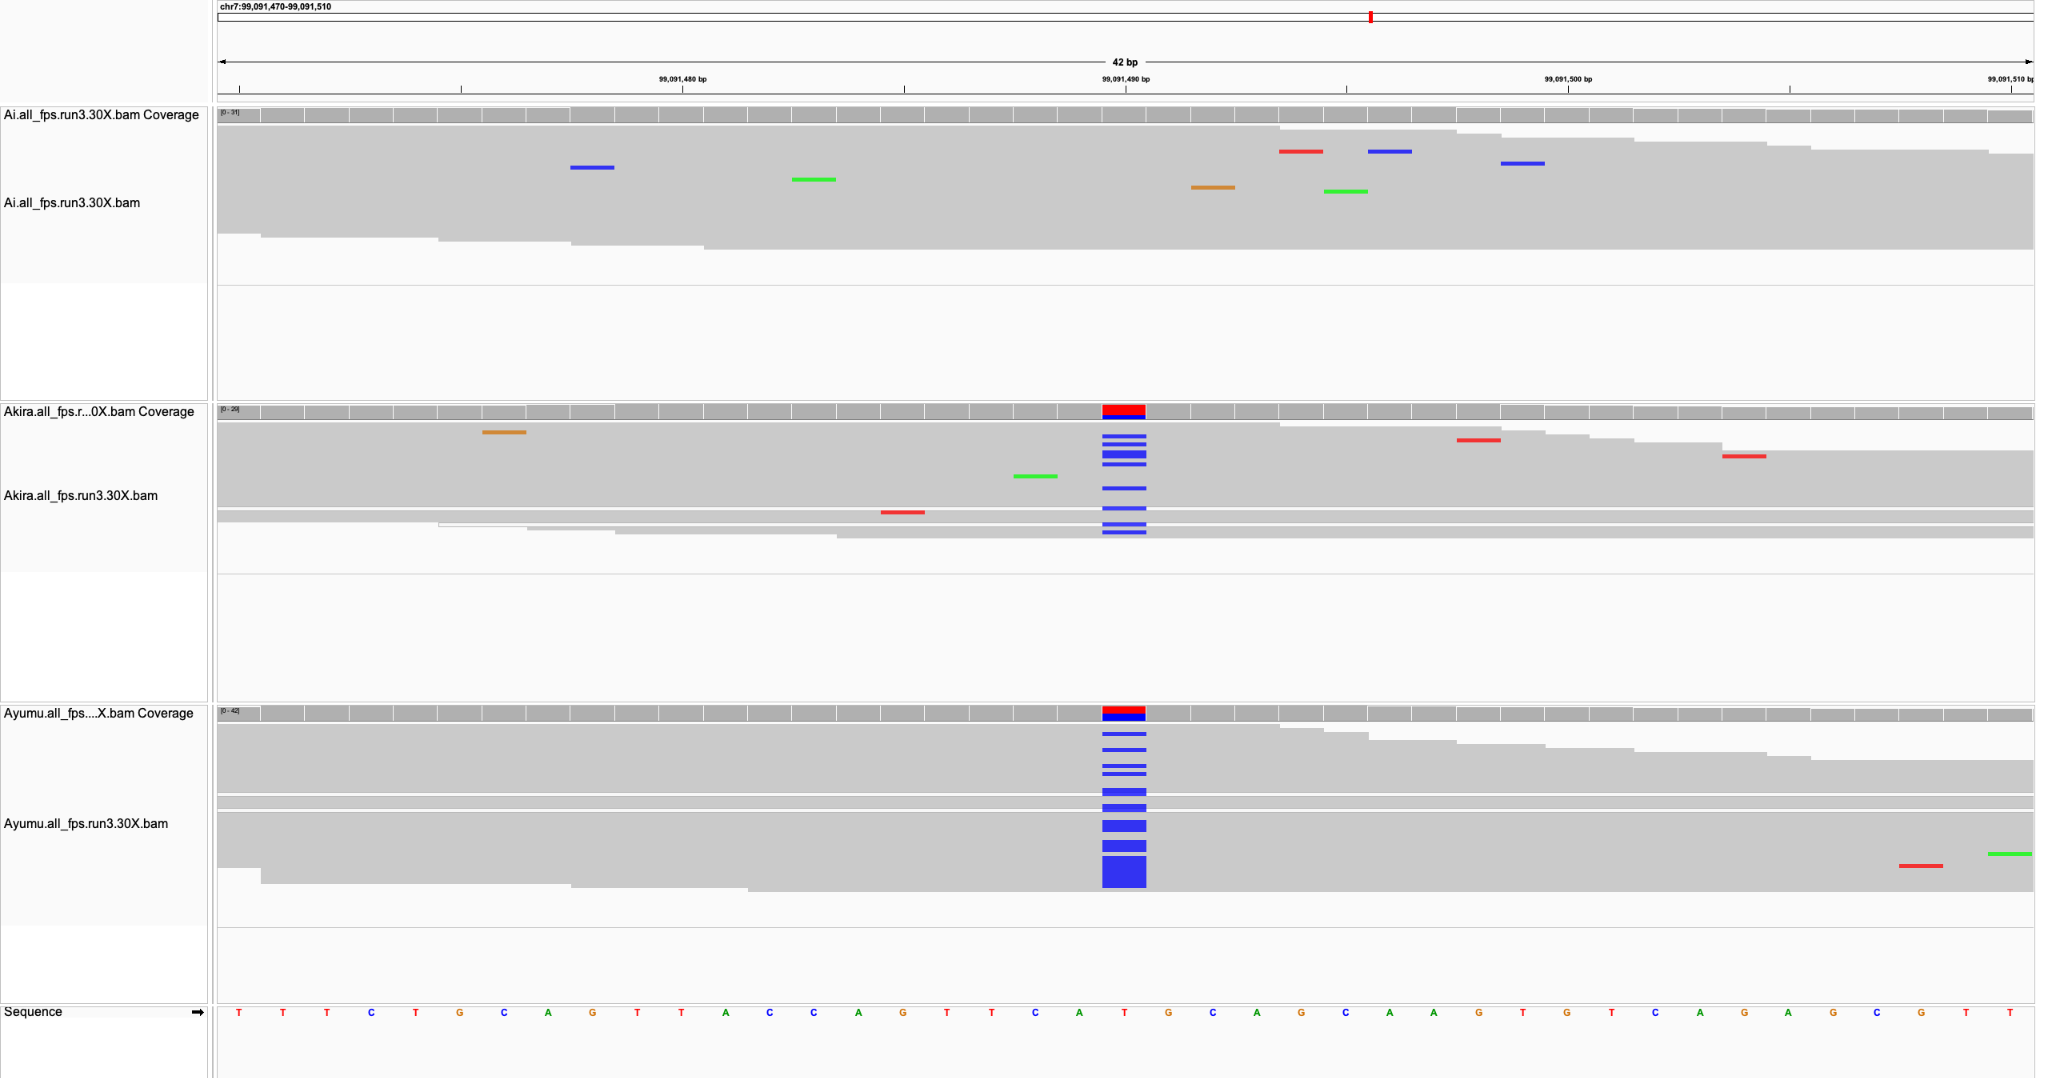 chr7:99,091,470-99,091,510
42 bp
99,091,480 bp 99,091,490 bp 99,091,500 bp 99,091,510 bp
Ai.all_fps.run3.30X.bam Coverage [0 - 31]
Ai.all_fps.run3.30X.bam
Akira.all_fps.r...0X.bam Coverage [0 - 29]
Akira.all_fps.run3.30X.bam
Ayumu.all_fps....X.bam Coverage [0 - 42]
Ayumu.all_fps.run3.30X.bam
Sequence T T T C T G C A G T T A C C A G T T C A T G C A G C A A G T G T C A G A G C G T T